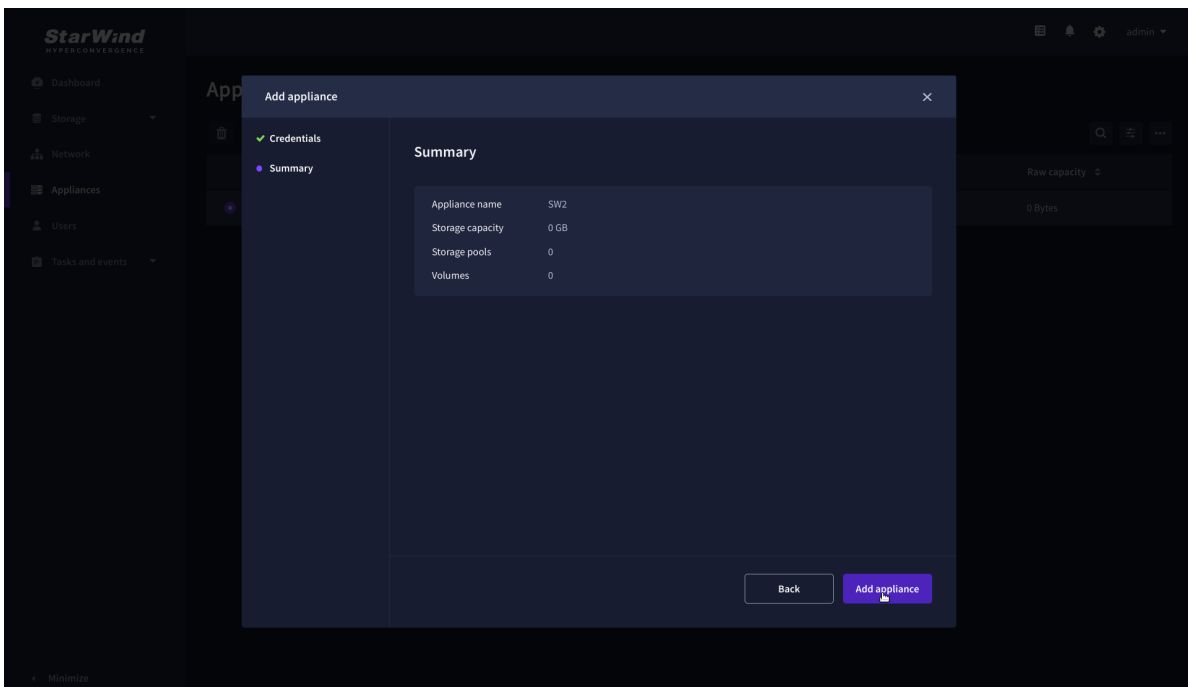 StarWind
HYPERCONVERGENCE
admin
Dashboard
Storage
Network
Appliances
Users
Tasks and events
Minimize
App
Raw capacity
0 Bytes
Add appliance
Credentials
Summary
Summary
Appliance name SW2
Storage capacity 0 GB
Storage pools 0
Volumes 0
Back
Add appliance